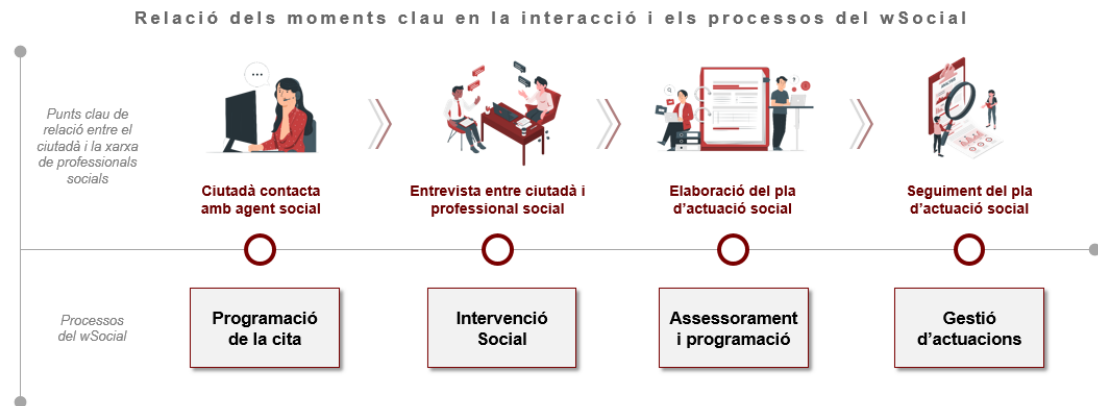 Relació dels moments clau en la interacció i els processos del wSocial
Punts clau de
relació entre el
ciutadà i la xarxa
de professionals
socials
Ciutadà contacta
amb agent social
Entrevista entre ciutadà i
professional social
Elaboració del pla
d’actuació social
Seguiment del pla
d’actuació social
Processos
del wSocial
Programació
de la cita
Intervenció
Social
Assessorament
i programació
Gestió
d’actuacions